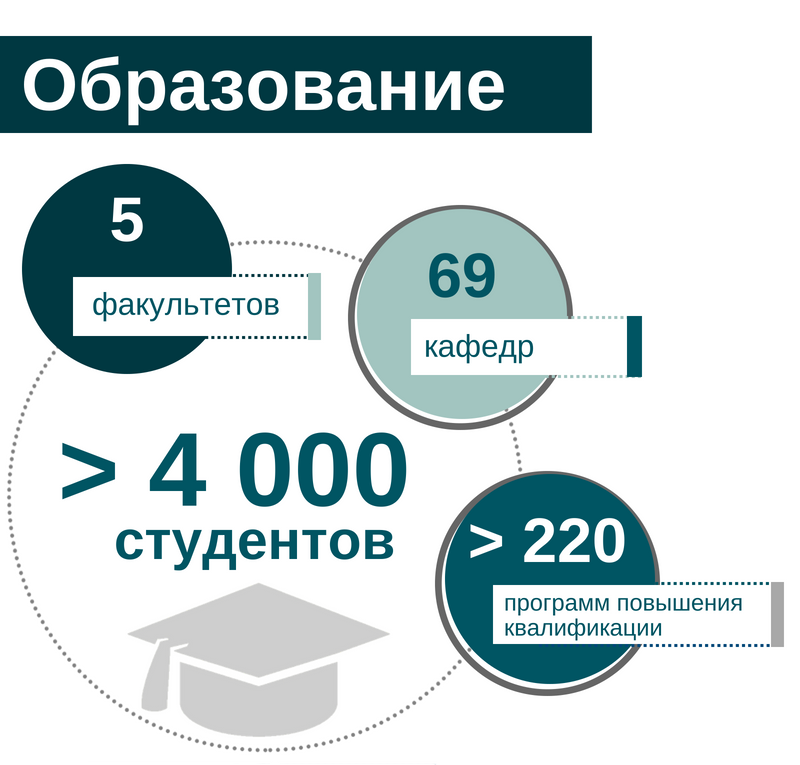 Образование
5
факультетов
69
кафедр
> 4 000
студентов
> 220
программ повышения
квалификации